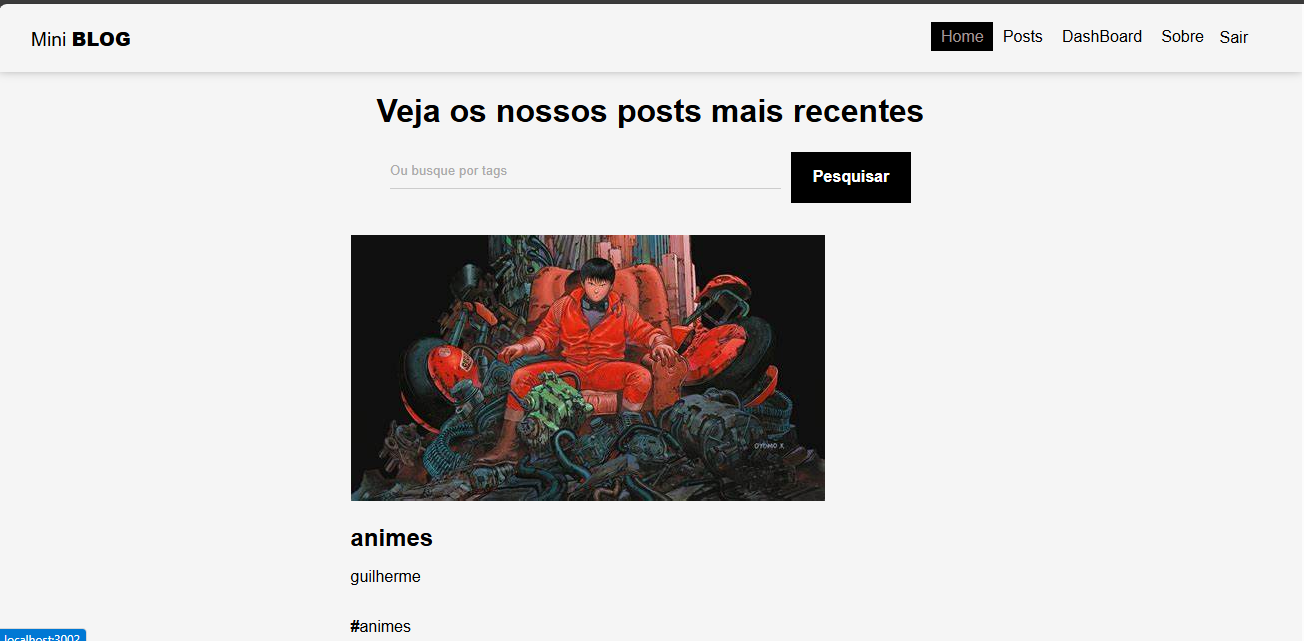 Mini BLOG
Home Posts DashBoard Sobre Sair
Veja os nossos posts mais recentes
Ou busque por tags
Pesquisar
OTOMO.K
animes
guilherme
#animes
localhost:3002